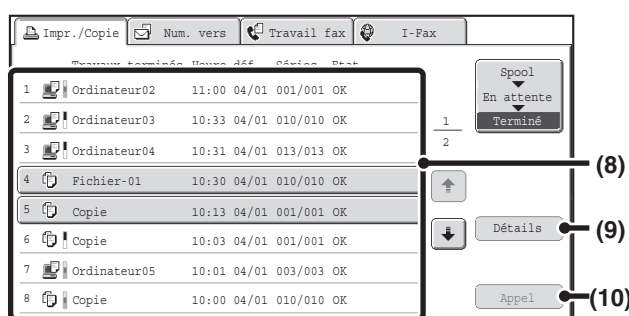 Impr./Copie Num. vers Travail fax I-Fax
Travaux terminés Heure déf. Séries Etat
1 Ordinateur02 11:00 04/01 001/001 OK
2 Ordinateur03 10:33 04/01 010/010 OK
3 Ordinateur04 10:31 04/01 013/013 OK
4 Fichier-01 10:30 04/01 010/010 OK
5 Copie 10:13 04/01 001/001 OK
6 Copie 10:03 04/01 001/001 OK
7 Ordinateur05 10:01 04/01 003/003 OK
8 Copie 10:00 04/01 010/010 OK
1
2
Spool
En attente
Terminé
Détails
Appel
(8)
(9)
(10)